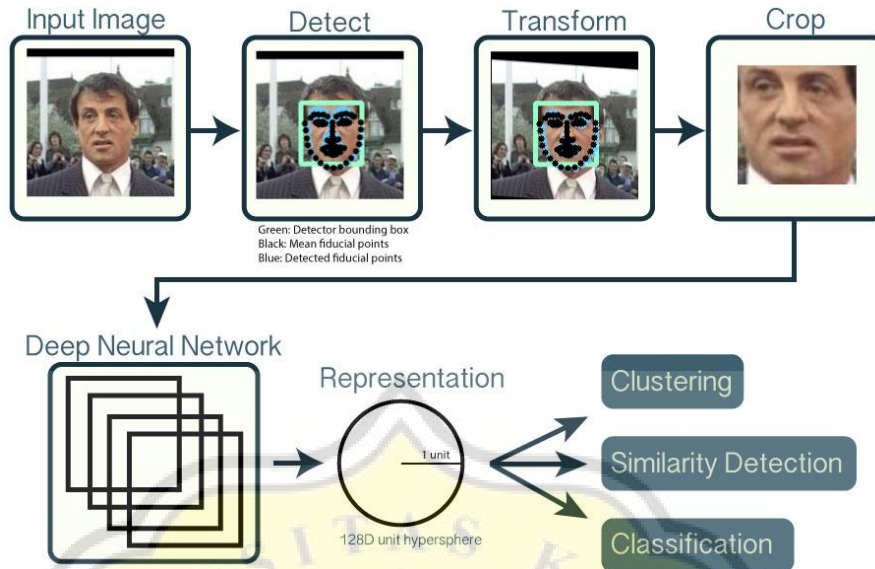 Input Image
Detect
Transform
Crop
Green: Detector bounding box
Black: Mean fiducial points
Blue: Detected fiducial points
Deep Neural Network
Representation
1 unit
128D unit hypersphere
Clustering
Similarity Detection
Classification
ITAS K